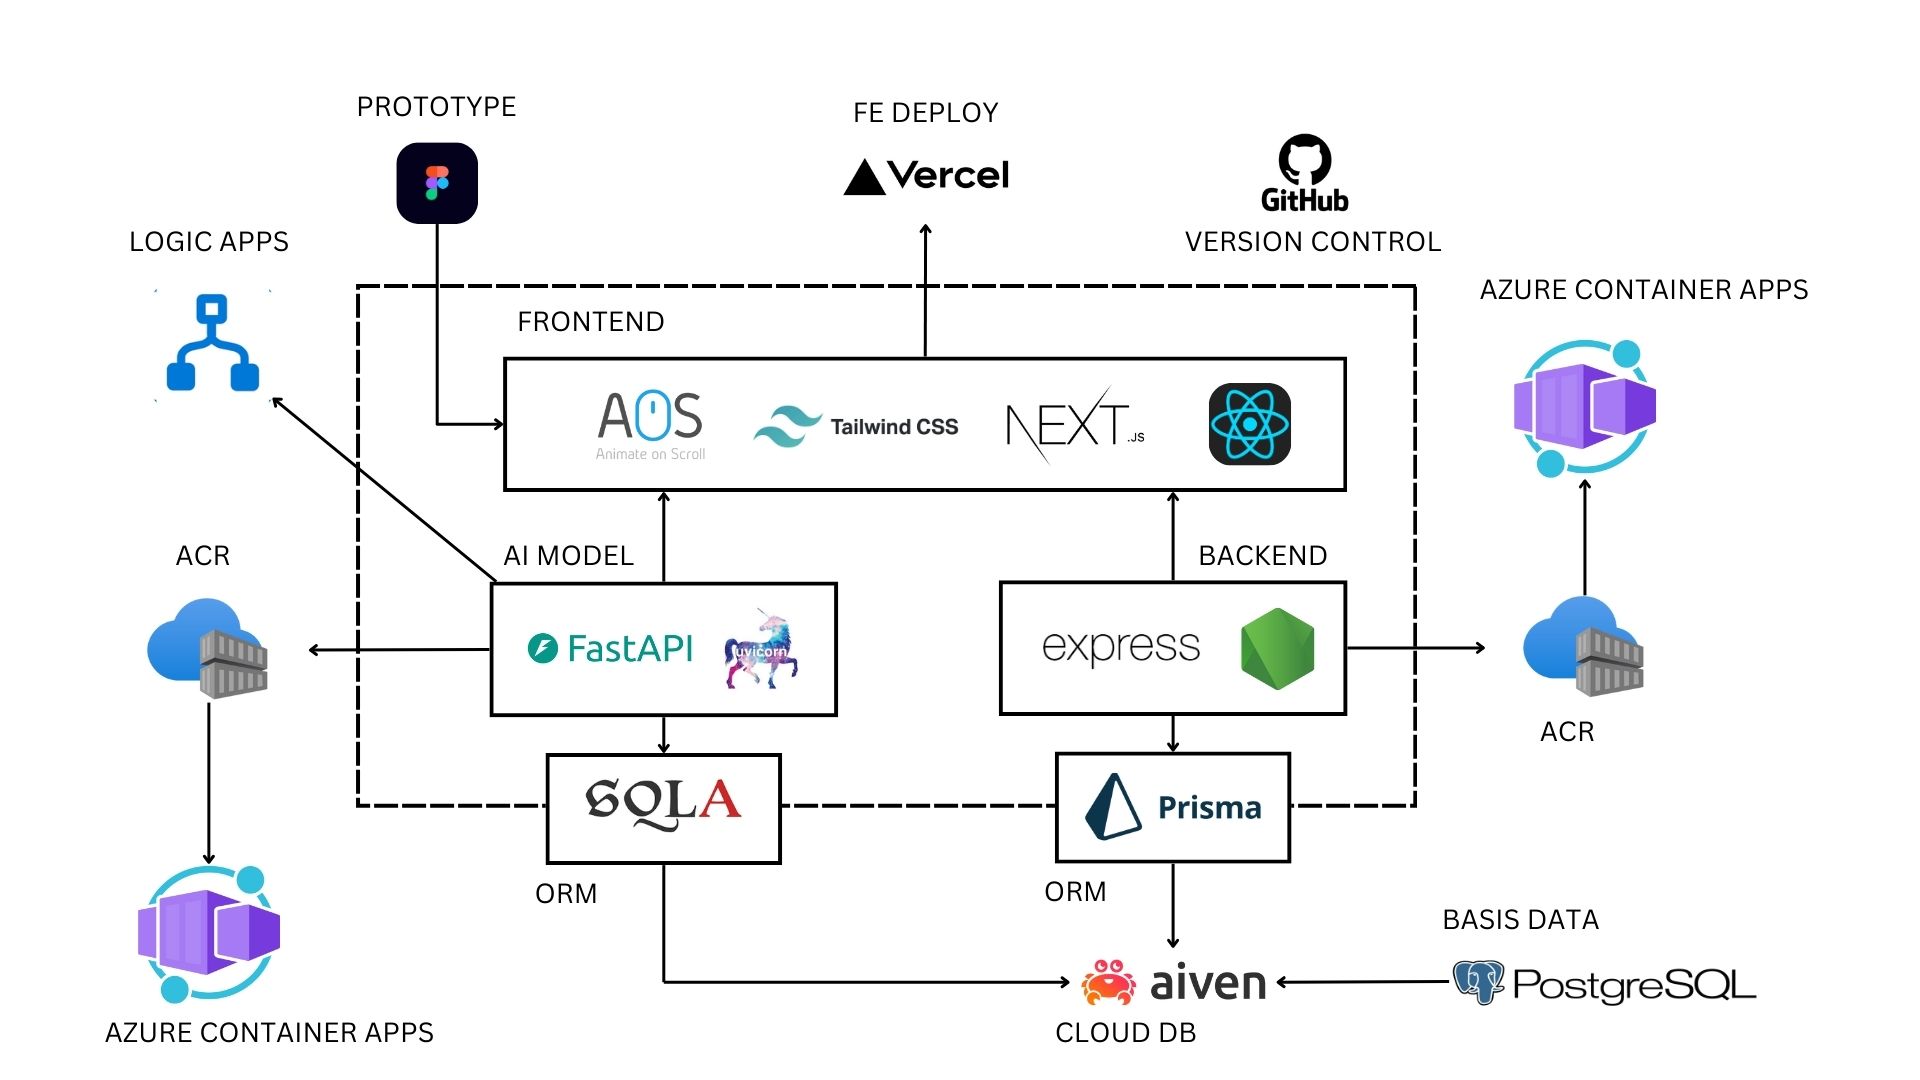 PROTOTYPE
FE DEPLOY
Vercel
GitHub
VERSION CONTROL
LOGIC APPS
AZURE CONTAINER APPS
FRONTEND
AOS
Animate on Scroll
Tailwind CSS
NEXT.JS
ACR
AI MODEL
BACKEND
FastAPI
uvicorn
express
ACR
SQLA
Prisma
ORM
ORM
BASIS DATA
aiven
PostgreSQL
CLOUD DB
AZURE CONTAINER APPS